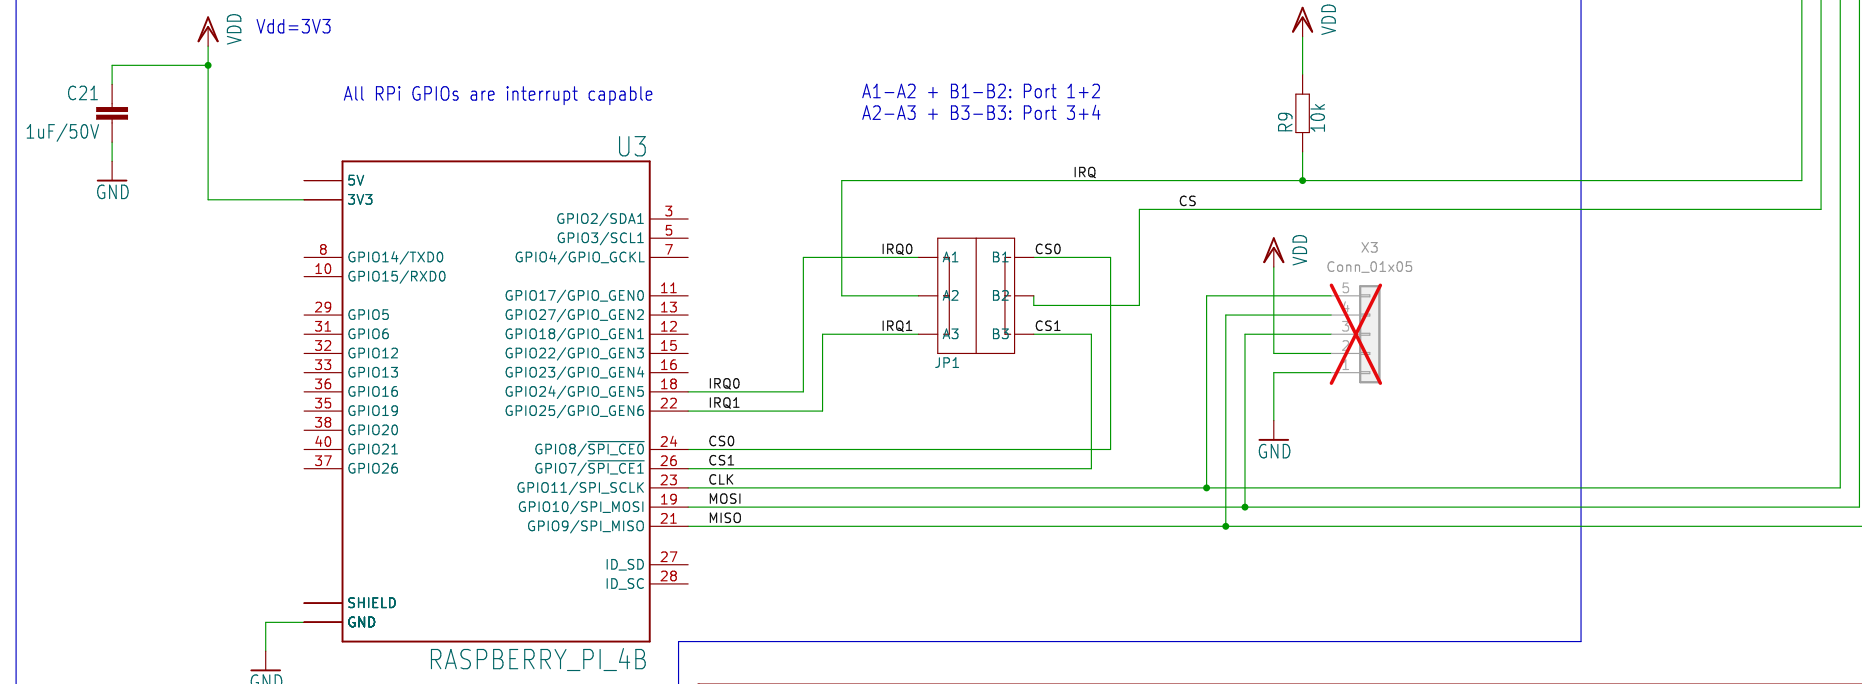 VDD
Vdd=3V3
C21
1uF/50V
GND
All RPi GPIOs are interrupt capable
A1-A2 + B1-B2: Port 1+2
A2-A3 + B3-B3: Port 3+4
VDD
R9
10k
U3
5V
3V3
8 GPIO14/TXD0
10 GPIO15/RXD0
29 GPIO5
31 GPIO6
32 GPIO12
33 GPIO13
36 GPIO16
35 GPIO19
38 GPIO20
40 GPIO21
37 GPIO26
SHIELD
GND
GND
GPIO2/SDA1 3
GPIO3/SCL1 5
GPIO4/GPIO_GCKL 7
GPIO17/GPIO_GEN0 11
GPIO27/GPIO_GEN2 13
GPIO18/GPIO_GEN1 12
GPIO22/GPIO_GEN3 15
GPIO23/GPIO_GEN4 16
GPIO24/GPIO_GEN5 18 IRQ0
GPIO25/GPIO_GEN6 22 IRQ1
GPIO8/SPI_CE0 24 CS0
GPIO7/SPI_CE1 26 CS1
GPIO11/SPI_SCLK 23 CLK
GPIO10/SPI_MOSI 19 MOSI
GPIO9/SPI_MISO 21 MISO
ID_SD 27
ID_SC 28
RASPBERRY_PI_4B
IRQ
CS
IRQ0 A1 B1 CS0
A2 B2
IRQ1 A3 B3 CS1
JP1
VDD
X3
Conn_01x05
5
4
3
2
1
GND